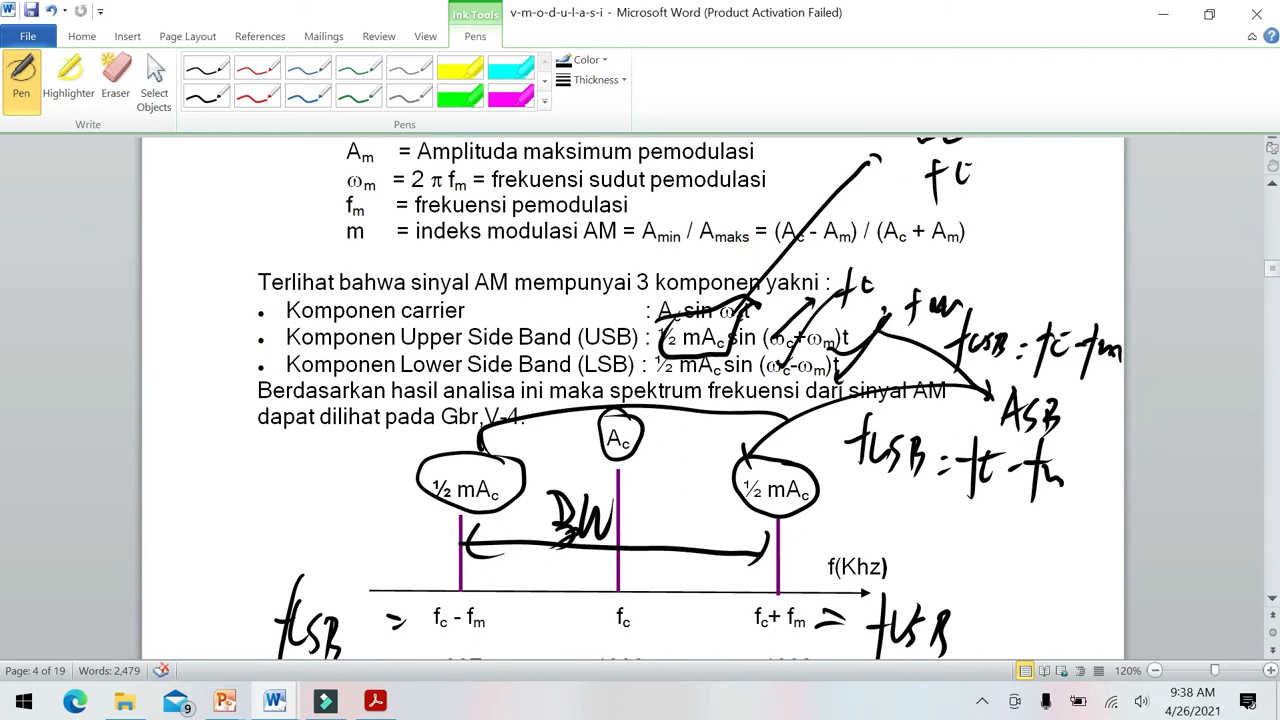 Ink Tools
v-m-o-d-u-l-a-s-i - Microsoft Word (Product Activation Failed)
File Home Insert Page Layout References Mailings Review View Pens
Pen Highlighter Eraser Select Objects
Color
Thickness
Write Pens
Am = Amplituda maksimum pemodulasi
ωm = 2 π fm = frekuensi sudut pemodulasi
fc
fm = frekuensi pemodulasi
m = indeks modulasi AM = Amin / Amaks = (Ac - Am) / (Ac + Am)
Terlihat bahwa sinyal AM mempunyai 3 komponen yakni :
fc
fm
• Komponen carrier : Ac sin ωct
• Komponen Upper Side Band (USB) : ½ mAc sin (ωc+ωm)t
fUSB = fc - fm
• Komponen Lower Side Band (LSB) : ½ mAc sin (ωc-ωm)t
Berdasarkan hasil analisa ini maka spektrum frekuensi dari sinyal AM
dapat dilihat pada Gbr,V-4.
ASB
Ac
fLSB = fc - fm
½ mAc ½ mAc
BW
f(Khz)
fLSB = fc - fm fc fc+ fm = fUSB
Page: 4 of 19 Words: 2,479 120%
9
9:38 AM
4/26/2021